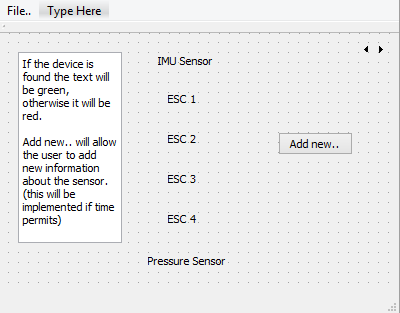 File.. Type Here
If the device is
found the text will
be green,
otherwise it will be
red.
Add new.. will allow
the user to add
new information
about the sensor.
(this will be
implemented if time
permits)
IMU Sensor
ESC 1
ESC 2
ESC 3
ESC 4
Pressure Sensor
Add new..